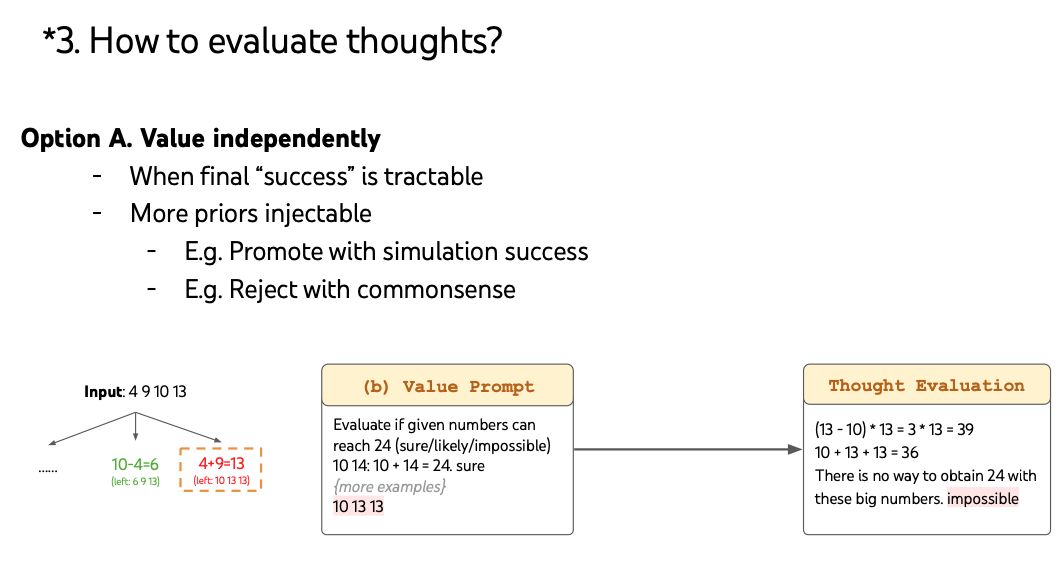 *3. How to evaluate thoughts?
Option A. Value independently
- When final “success” is tractable
- More priors injectable
- E.g. Promote with simulation success
- E.g. Reject with commonsense
Input: 4 9 10 13
......
10-4=6
(left: 6 9 13)
4+9=13
(left: 10 13 13)
(b) Value Prompt
Evaluate if given numbers can
reach 24 (sure/likely/impossible)
10 14: 10 + 14 = 24. sure
{more examples}
10 13 13
Thought Evaluation
(13 - 10) * 13 = 3 * 13 = 39
10 + 13 + 13 = 36
There is no way to obtain 24 with
these big numbers. impossible